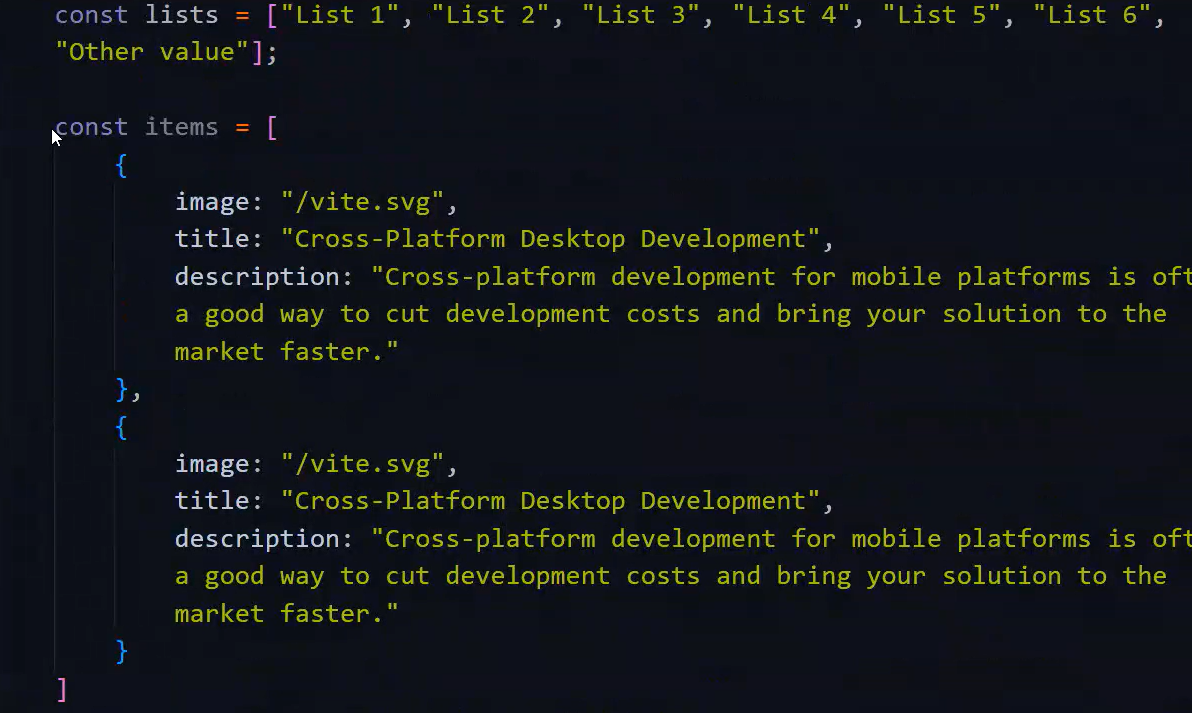 const lists = ["List 1", "List 2", "List 3", "List 4", "List 5", "List 6",
"Other value"];
const items = [
{
image: "/vite.svg",
title: "Cross-Platform Desktop Development",
description: "Cross-platform development for mobile platforms is oft
a good way to cut development costs and bring your solution to the
market faster."
},
{
image: "/vite.svg",
title: "Cross-Platform Desktop Development",
description: "Cross-platform development for mobile platforms is oft
a good way to cut development costs and bring your solution to the
market faster."
}
]